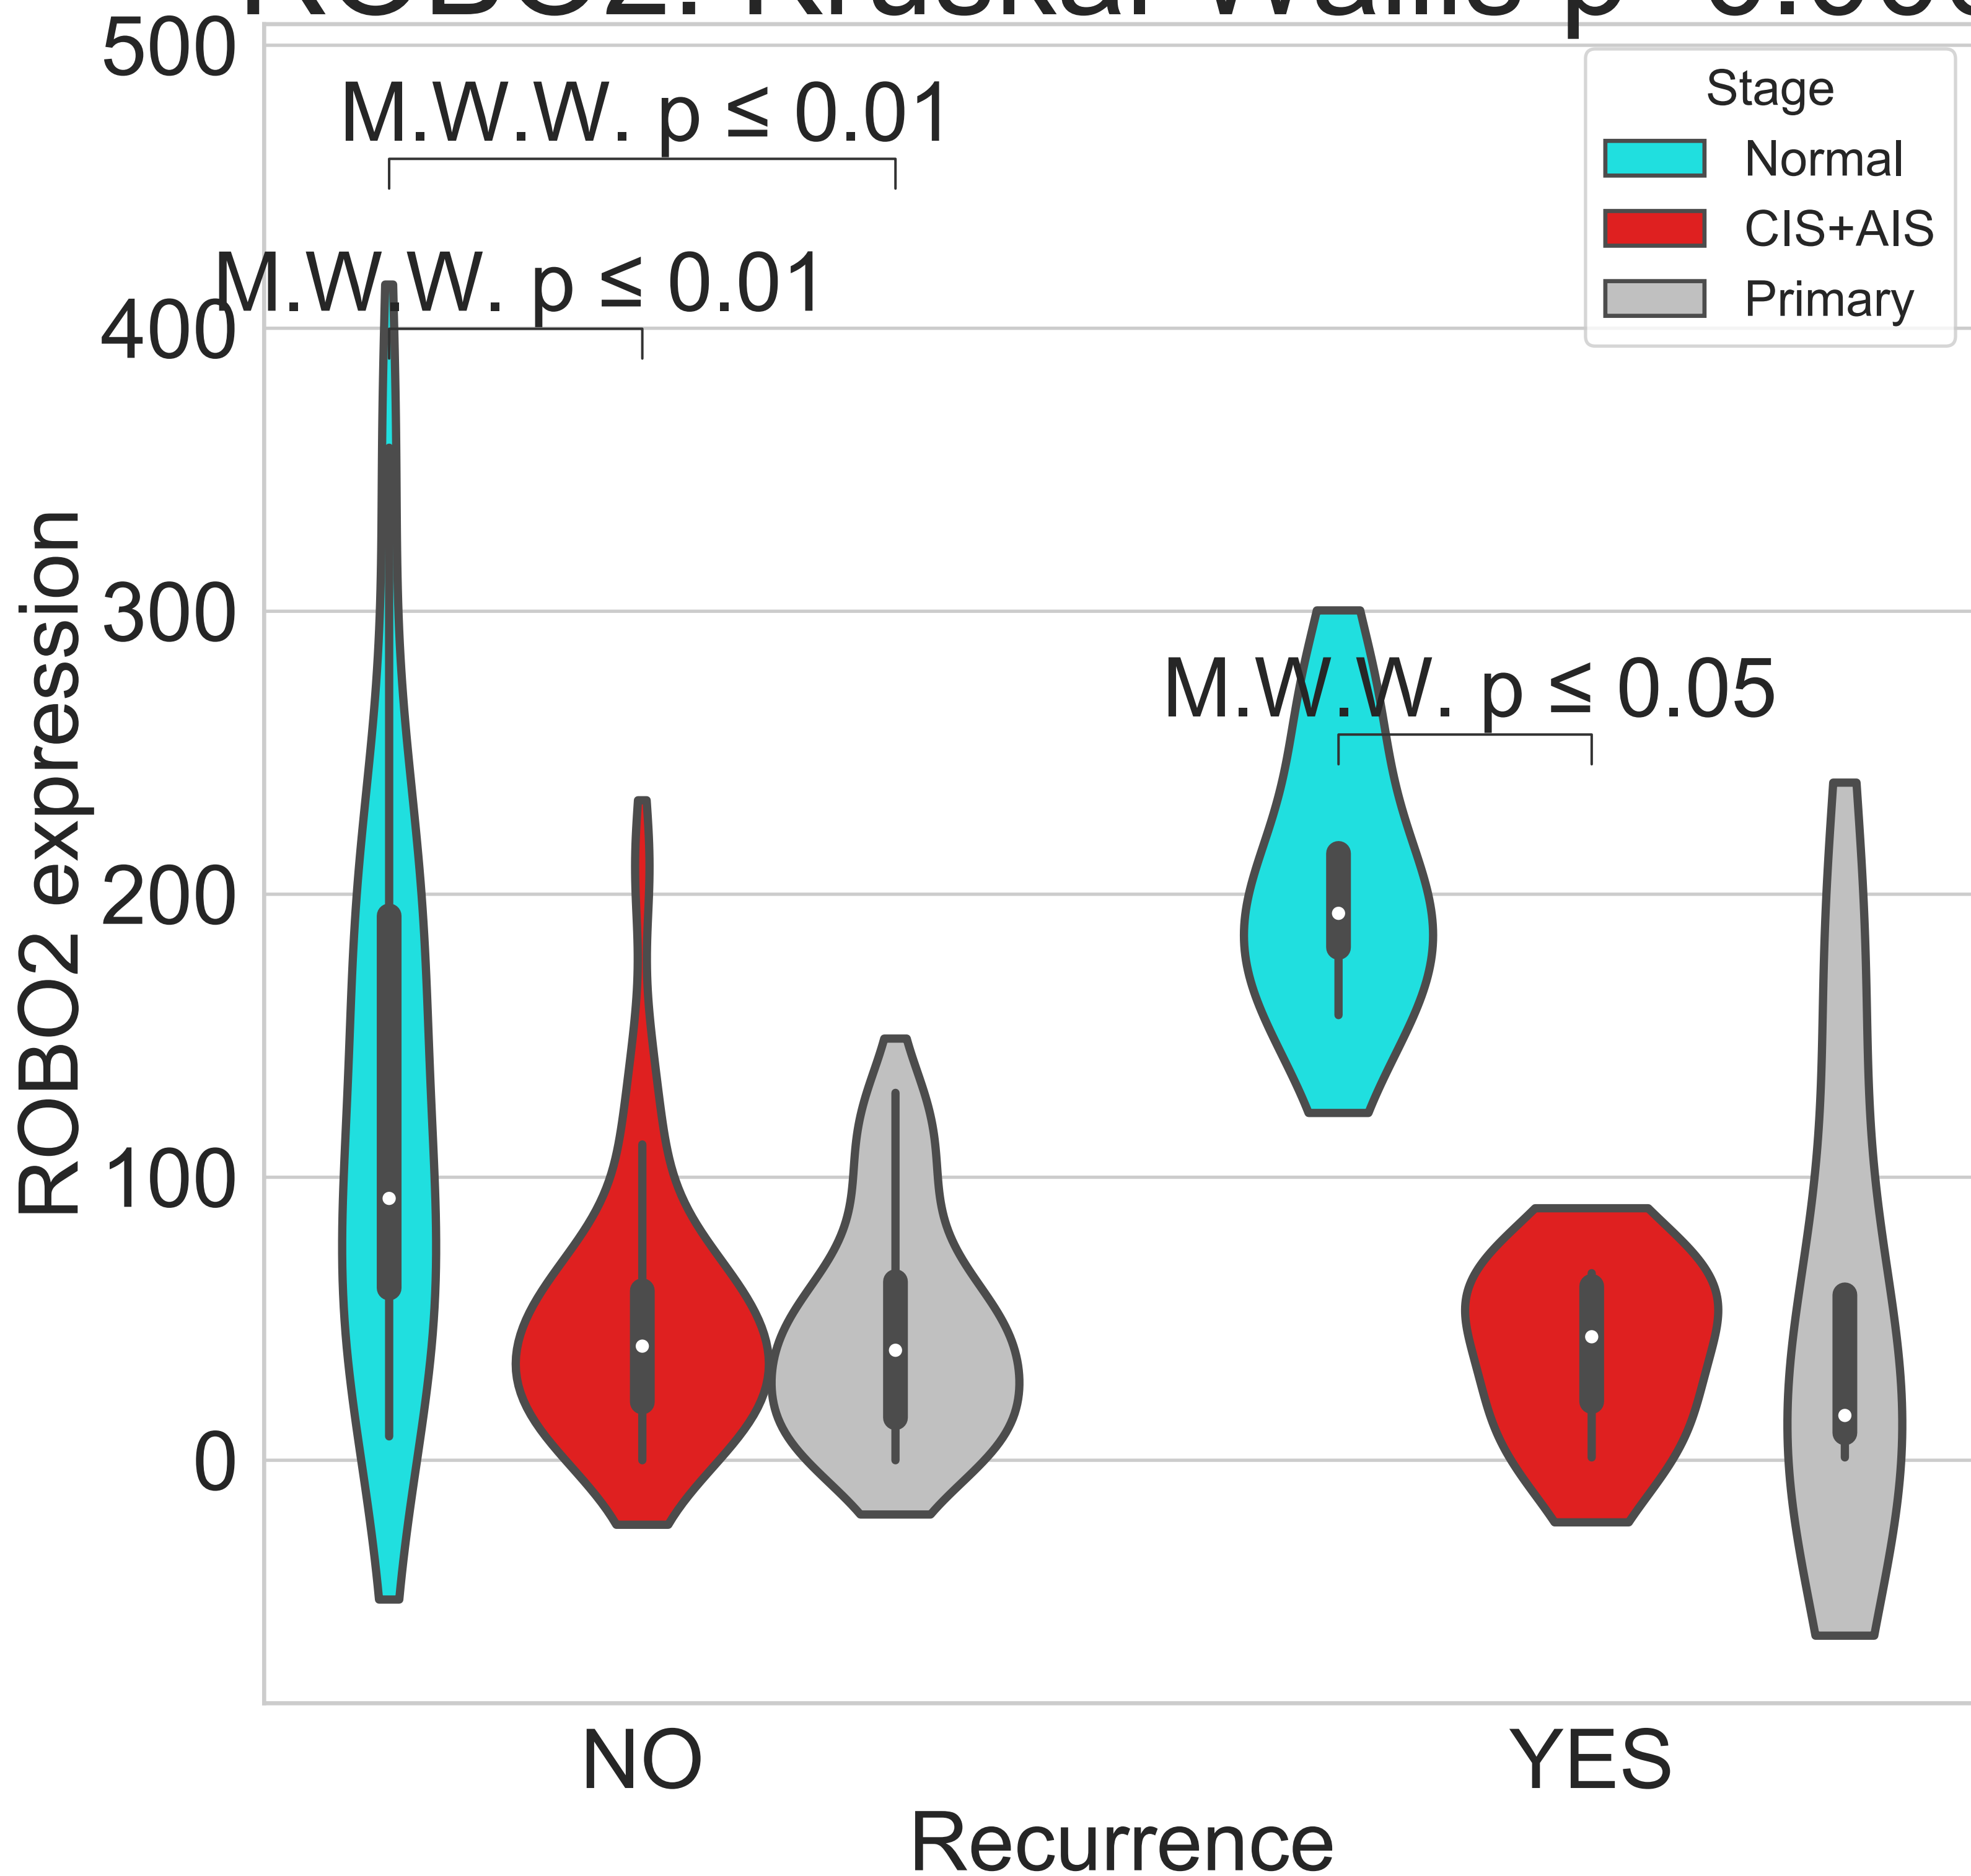 500
M.W.W. p ≤ 0.01
Stage
Normal
CIS+AIS
Primary
M.W.W. p ≤ 0.01
400
300
M.W.W. p ≤ 0.05
ROBO2 expression
200
100
0
NO
YES
Recurrence